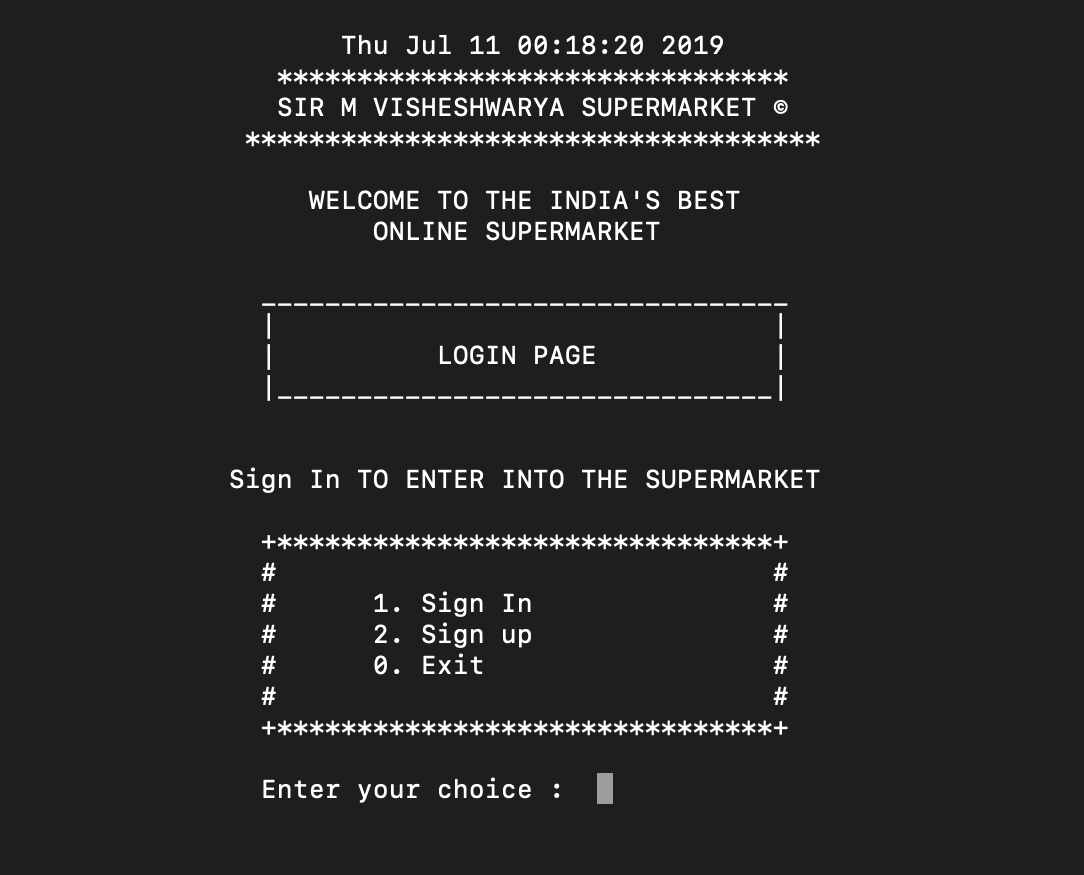 Thu Jul 11 00:18:20 2019
********************************
SIR M VISHESHWARYA SUPERMARKET ©
************************************
WELCOME TO THE INDIA'S BEST
ONLINE SUPERMARKET
_________________________________
|                               |
|          LOGIN PAGE           |
|_______________________________|
Sign In TO ENTER INTO THE SUPERMARKET
+*******************************+
#                               #
#      1. Sign In               #
#      2. Sign up               #
#      0. Exit                  #
#                               #
+*******************************+
Enter your choice :